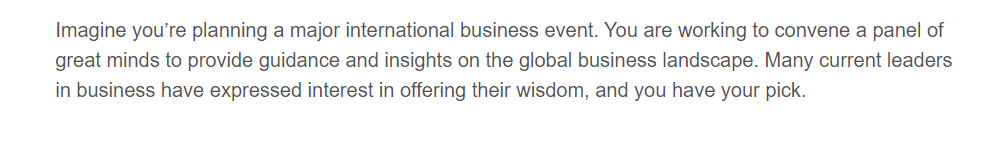 Imagine you’re planning a major international business event. You are working to convene a panel of
great minds to provide guidance and insights on the global business landscape. Many current leaders
in business have expressed interest in offering their wisdom, and you have your pick.